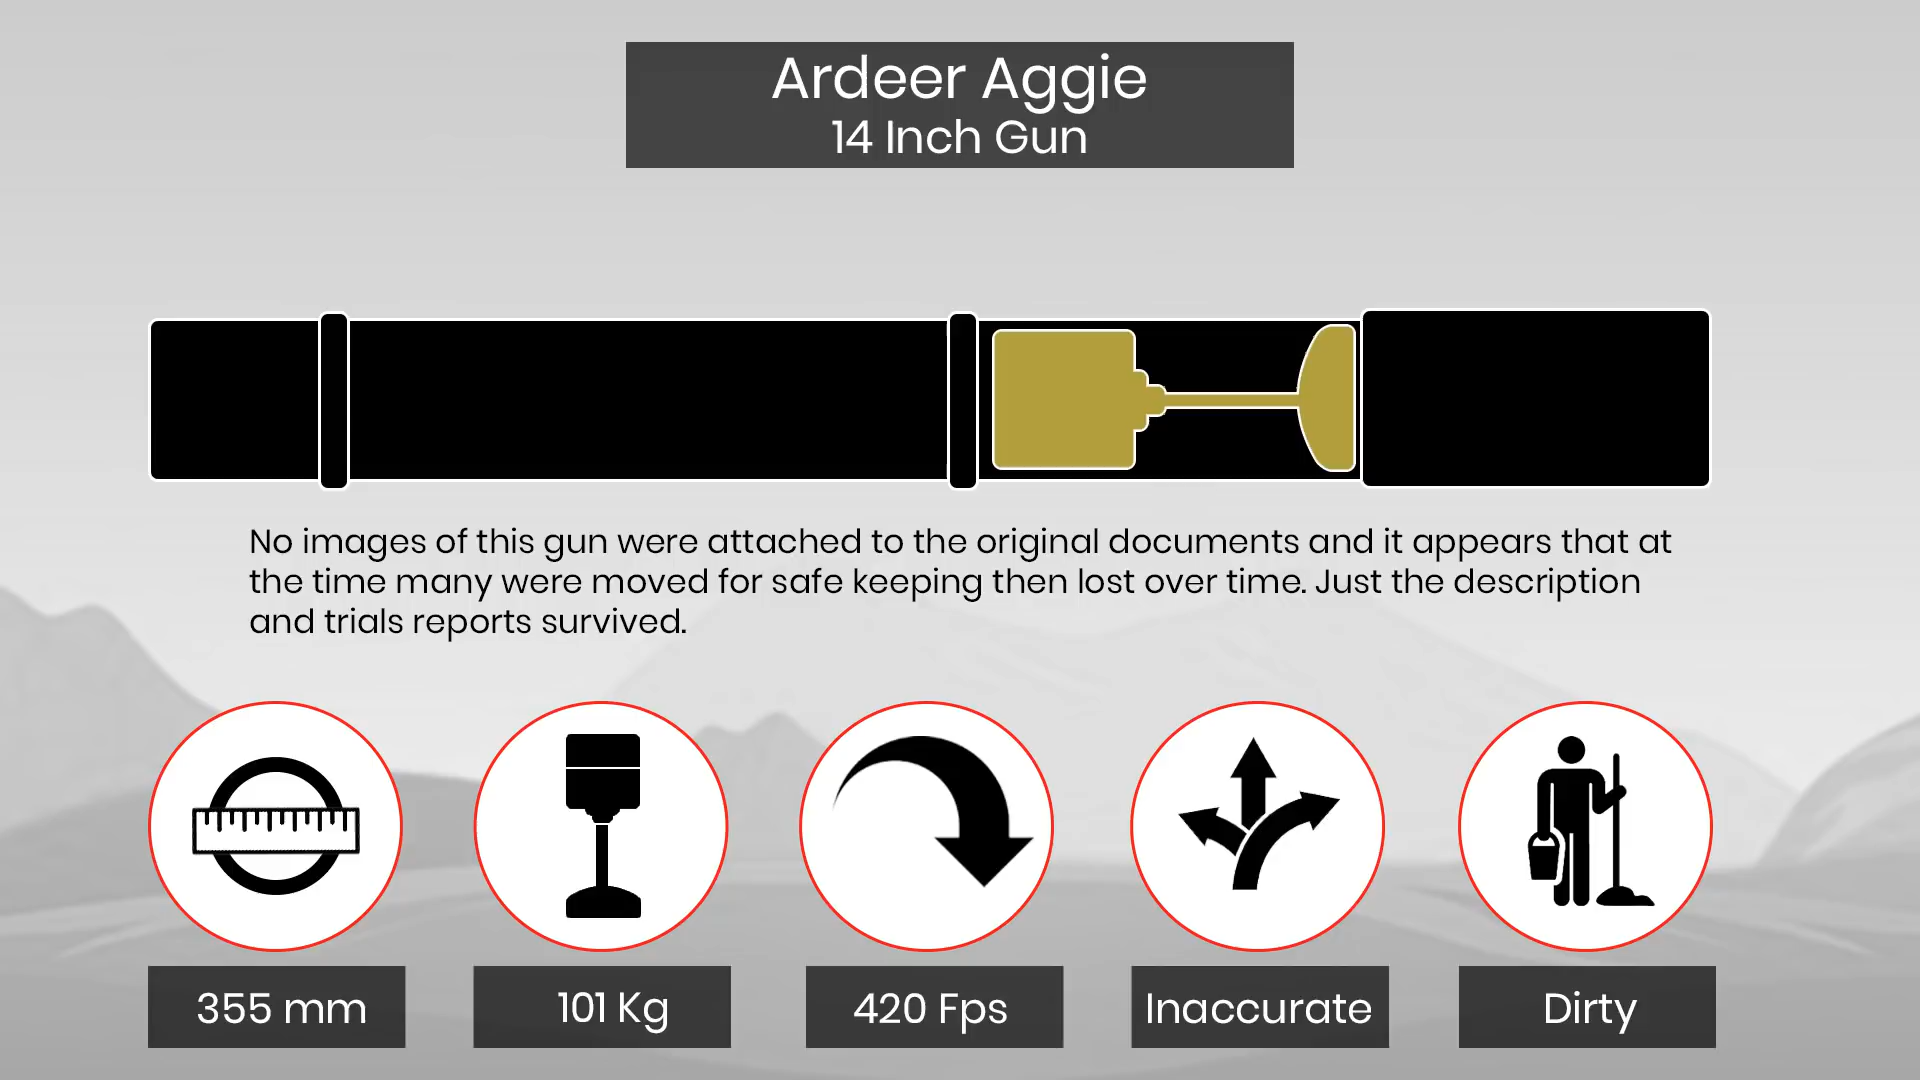 Ardeer Aggie
14 Inch Gun
No images of this gun were attached to the original documents and it appears that at
the time many were moved for safe keeping then lost over time. Just the description
and trials reports survived.
355 mm
101 Kg
420 Fps
Inaccurate
Dirty